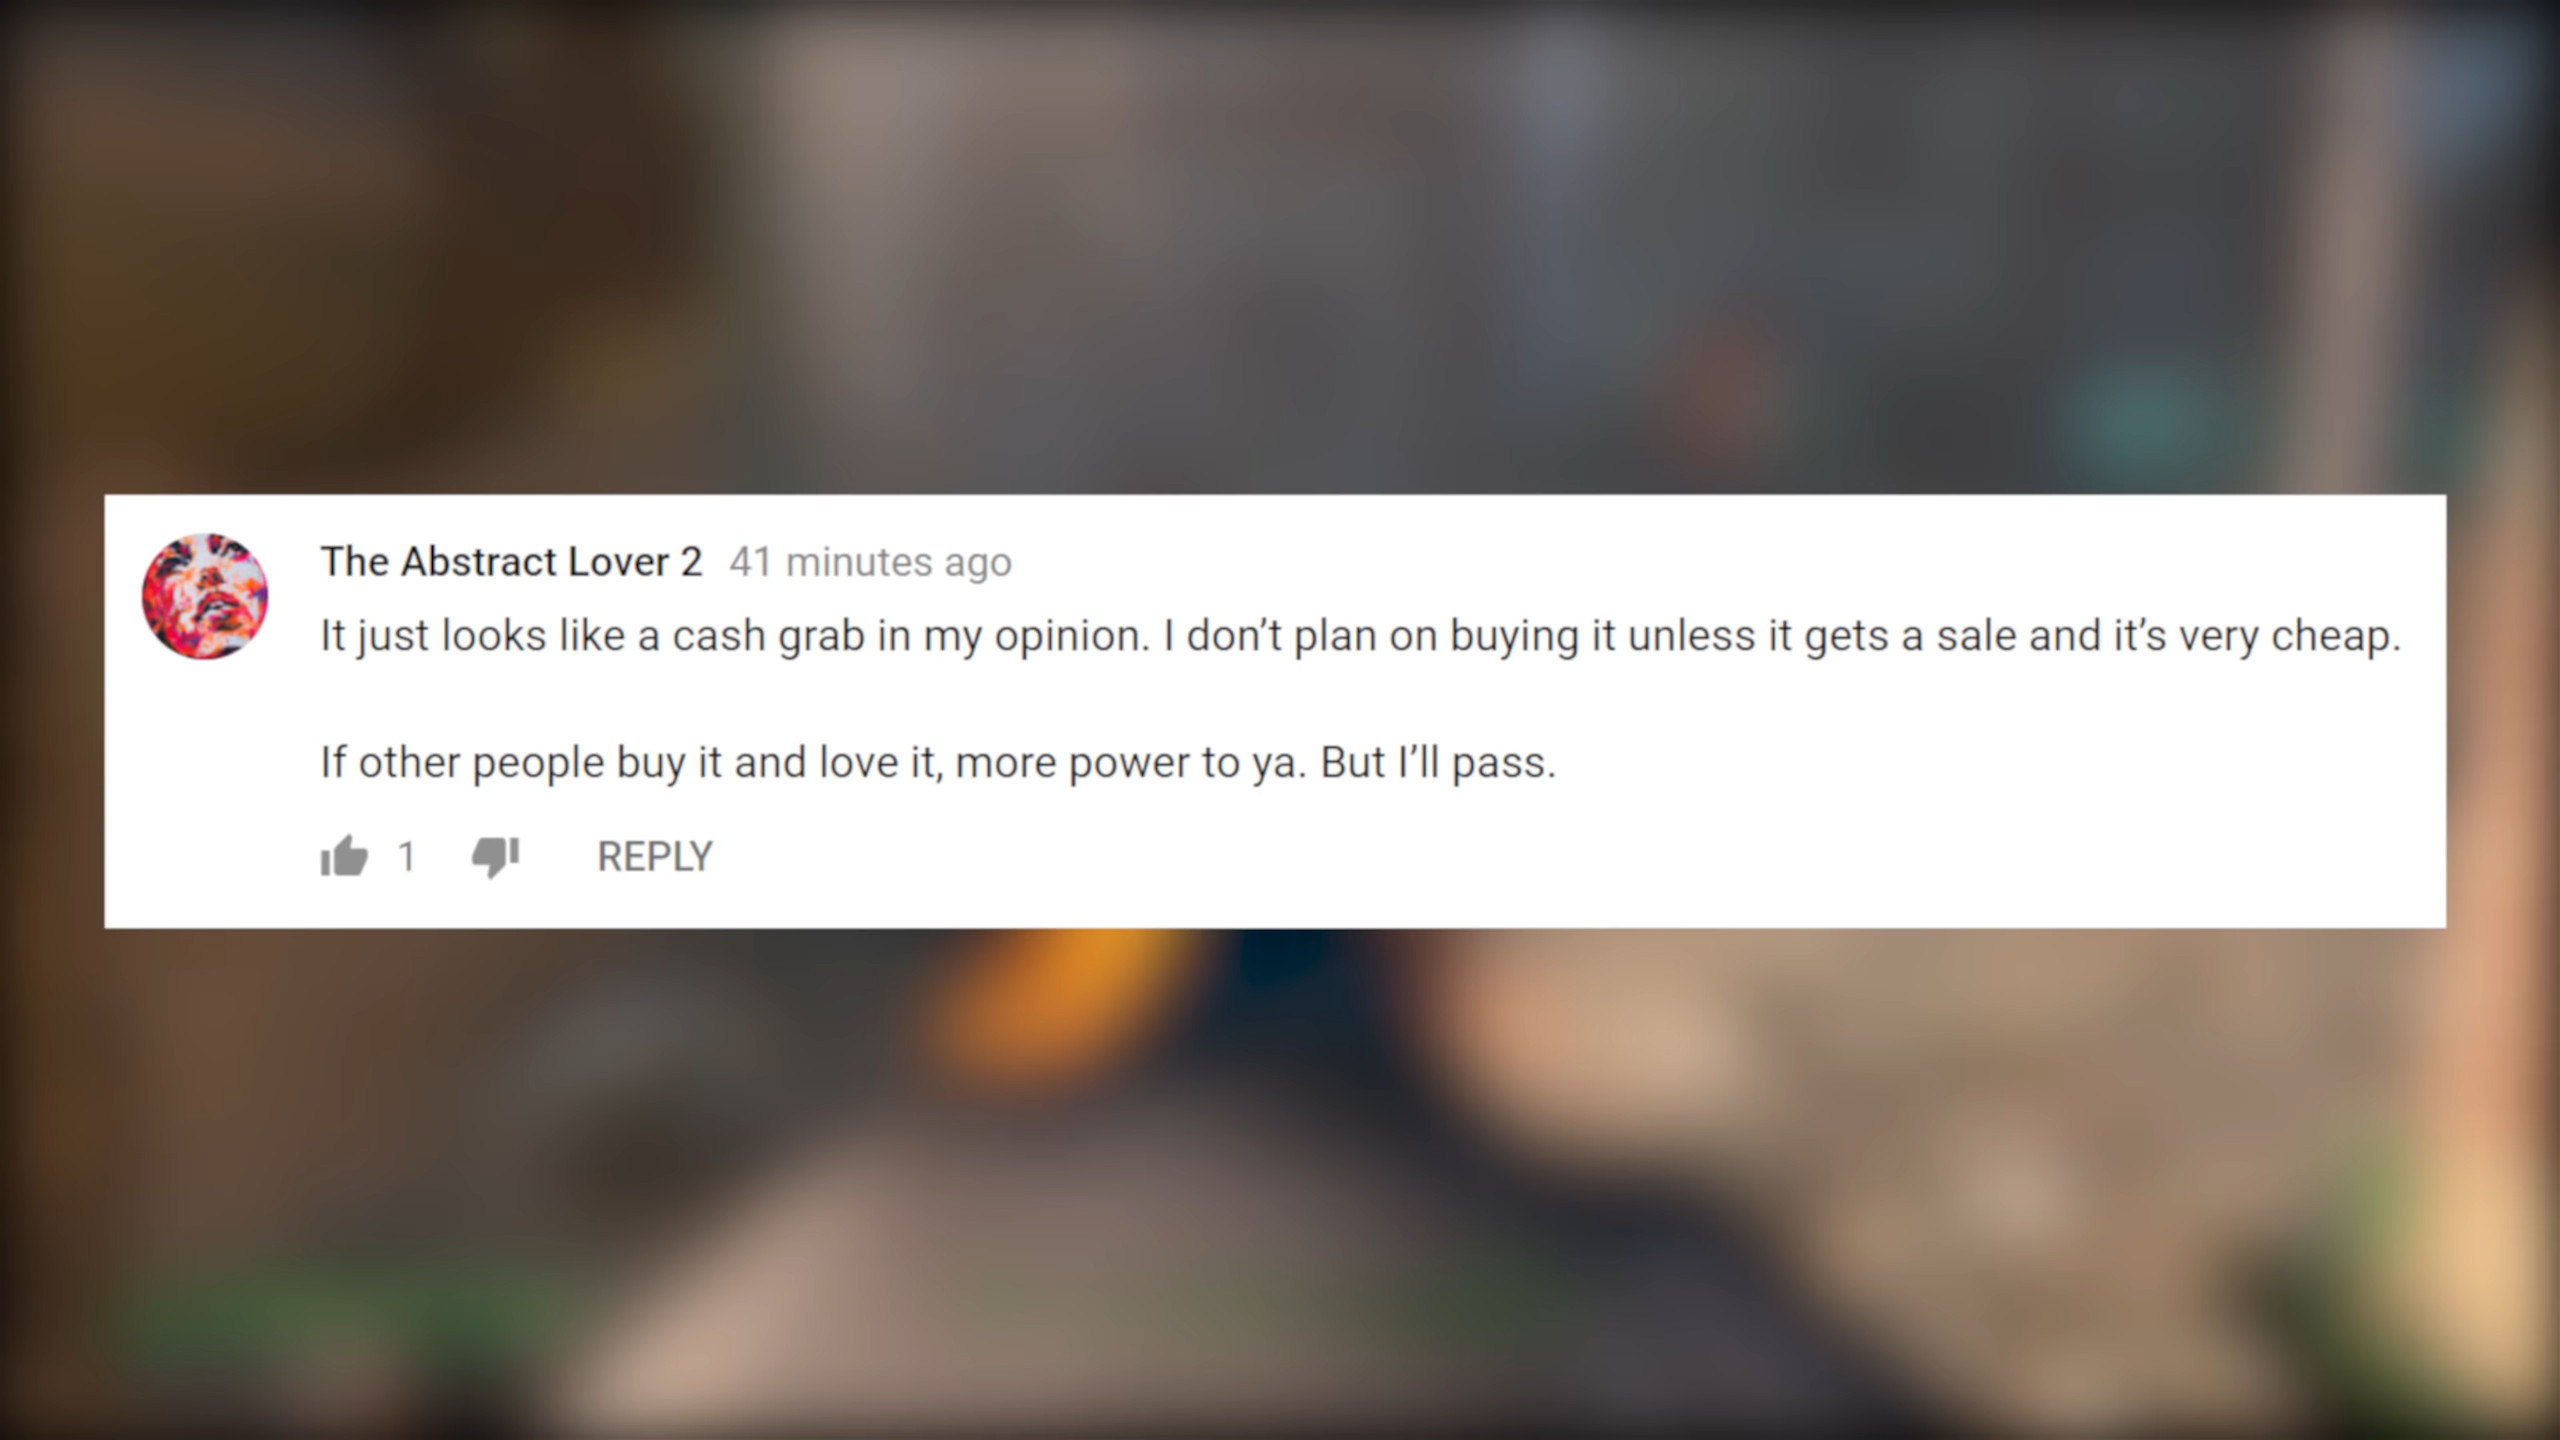 The Abstract Lover 2 41 minutes ago
It just looks like a cash grab in my opinion. I don’t plan on buying it unless it gets a sale and it’s very cheap.
If other people buy it and love it, more power to ya. But I’ll pass.
1 REPLY